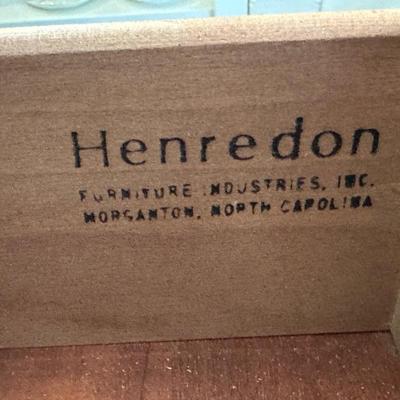 Henredon
FURNITURE INDUSTRIES, INC.
MORGANTON, NORTH CAROLINA